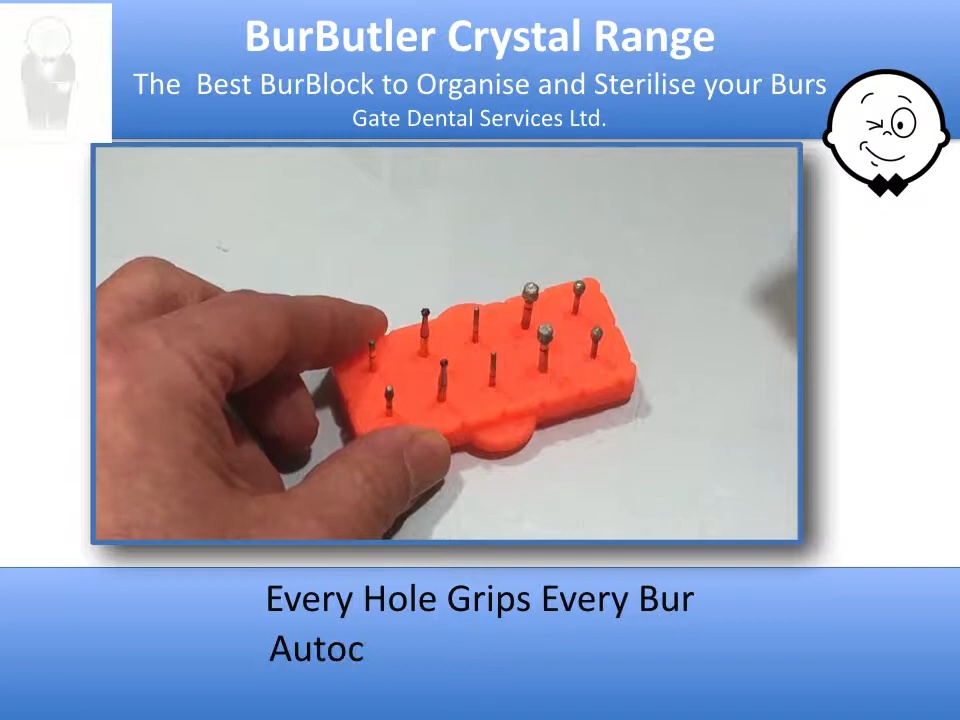 BurButler Crystal Range
The  Best BurBlock to Organise and Sterilise your Burs
Gate Dental Services Ltd.
Every Hole Grips Every Bur
Autoc